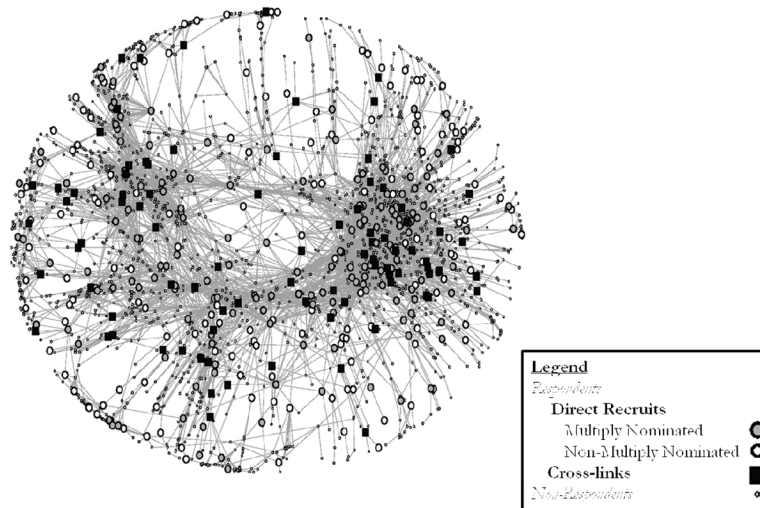 Legend
Respondents
Direct Recruits
Multiply Nominated
Non-Multiply Nominated
Cross-links
Non-Respondents